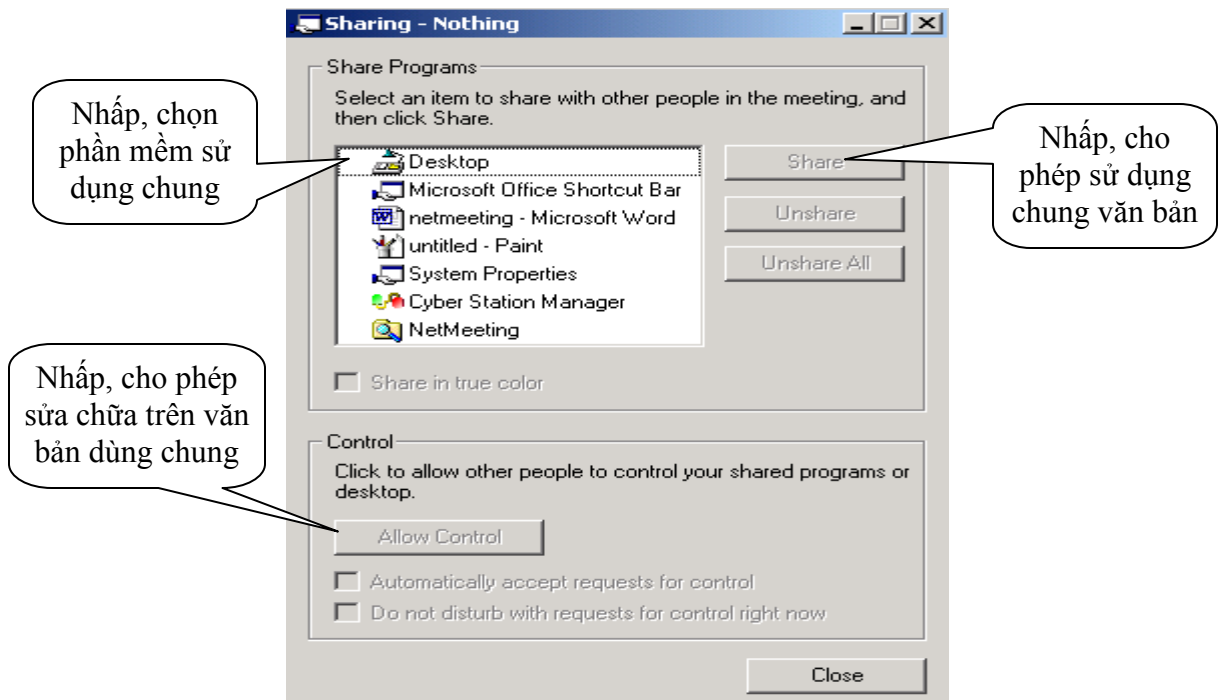 Sharing - Nothing
Share Programs
Select an item to share with other people in the meeting, and
then click Share.
Nhấp, chọn
phần mềm sử
dụng chung
Desktop
Microsoft Office Shortcut Bar
netmeeting - Microsoft Word
untitled - Paint
System Properties
Cyber Station Manager
NetMeeting
Share
Unshare
Unshare All
Nhấp, cho
phép sử dụng
chung văn bản
Share in true color
Nhấp, cho phép
sửa chữa trên văn
bản dùng chung
Control
Click to allow other people to control your shared programs or
desktop.
Allow Control
Automatically accept requests for control
Do not disturb with requests for control right now
Close